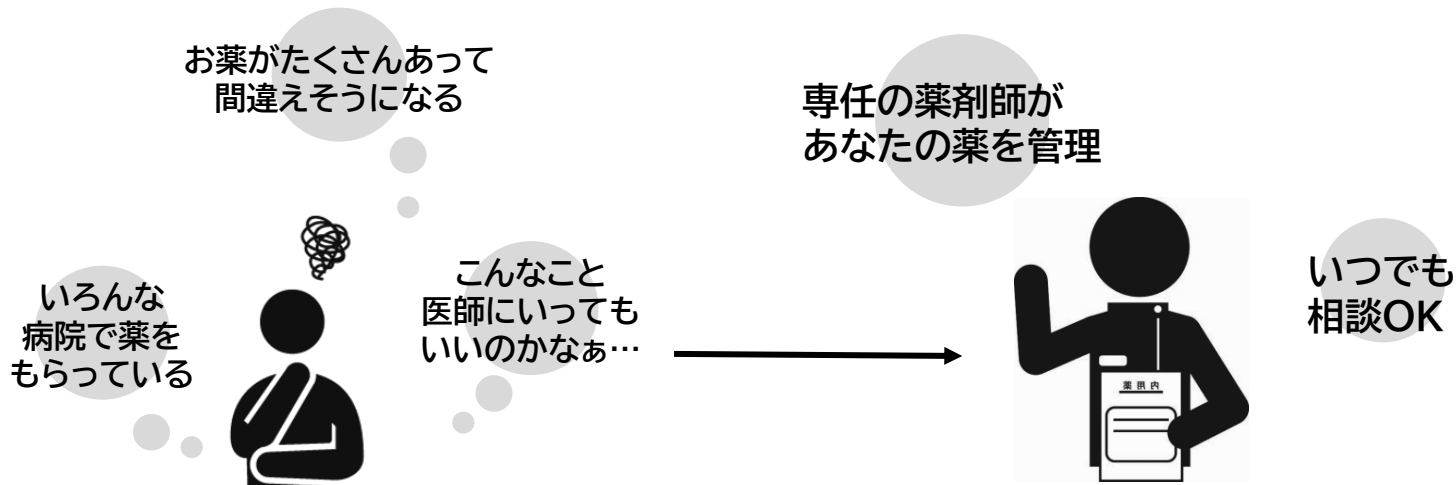 お薬がたくさんあって
間違えそうになる
専任の薬剤師が
あなたの薬を管理
いろんな
病院で薬を
もらっている
こんなこと
医師にいっても
いいのかなぁ…
いつでも
相談OK
内用薬